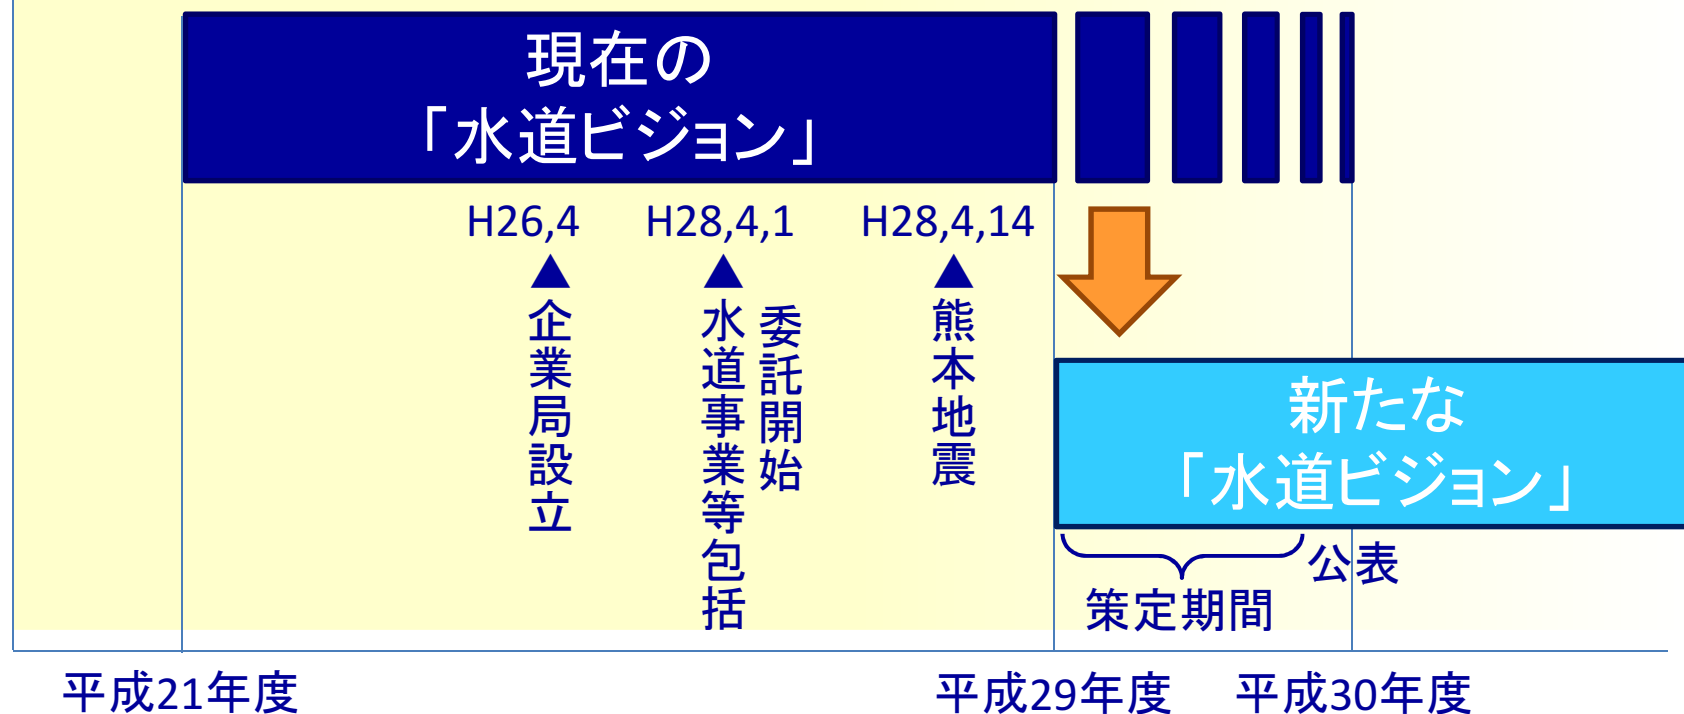 現在の
「水道ビジョン」
H26,4
H28,4,1
H28,4,14
▲
▲
▲
企業局設立
水道事業等包括
委託開始
熊本地震
新たな
「水道ビジョン」
公表
策定期間
平成21年度
平成29年度
平成30年度